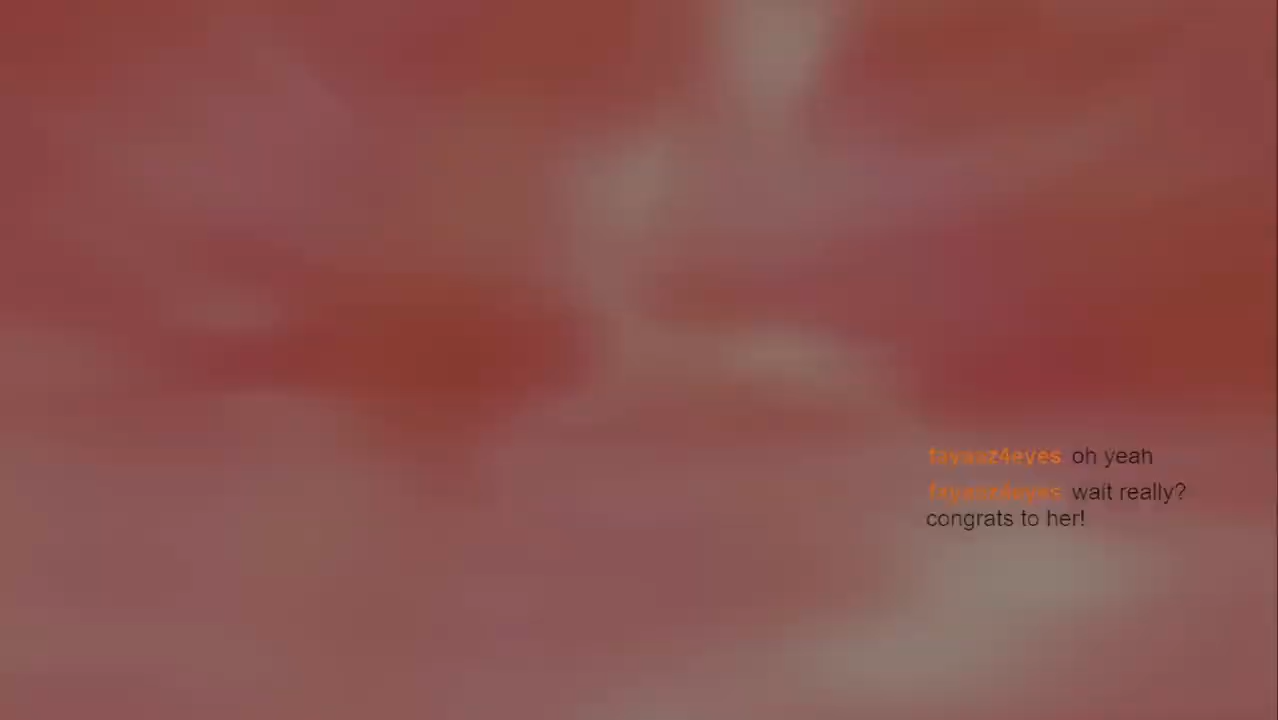 oh yeah
wait really?
congrats to her!